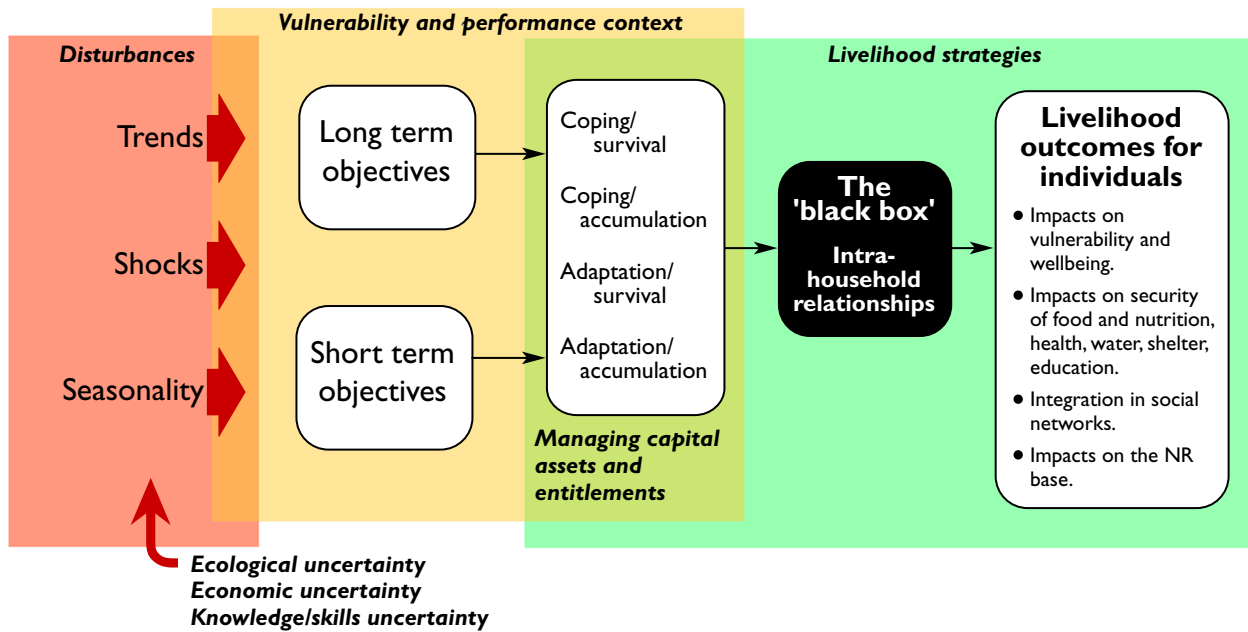 Vulnerability and performance context
Disturbances
Livelihood strategies
Trends
Shocks
Seasonality
Long term
objectives
Short term
objectives
Coping/
survival
Coping/
accumulation
Adaptation/
survival
Adaptation/
accumulation
Managing capital
assets and
entitlements
The
'black box'
Intra-
household
relationships
Livelihood
outcomes for
individuals
• Impacts on
vulnerability and
wellbeing.
• Impacts on security
of food and nutrition,
health, water, shelter,
education.
• Integration in social
networks.
• Impacts on the NR
base.
Ecological uncertainty
Economic uncertainty
Knowledge/skills uncertainty